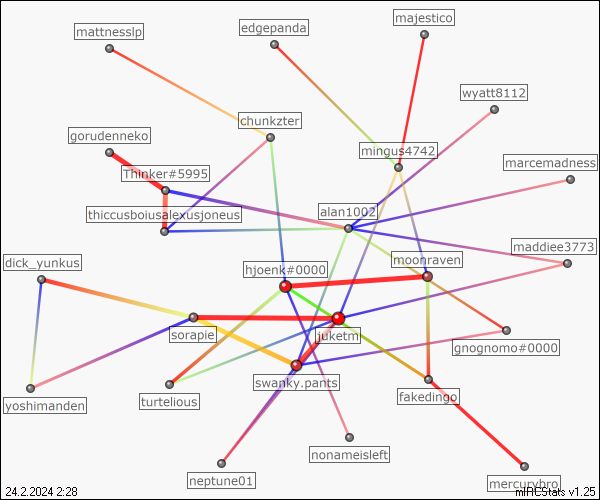 majestico
edgepanda
mattnesslp
wyatt8112
chunkzter
gorudenneko
mingus4742
marcemadness
Thinker#5995
alan1002
thiccusboiusalexusjoneus
maddiee3773
moonraven
dick_yunkus
hjoenk#0000
sorapie
juketm
gnognomo#0000
swanky.pants
fakedingo
turtelious
yoshimanden
nonameisleft
neptune01
mercurybro
24.2.2024 2:28
mIRCStats v1.25